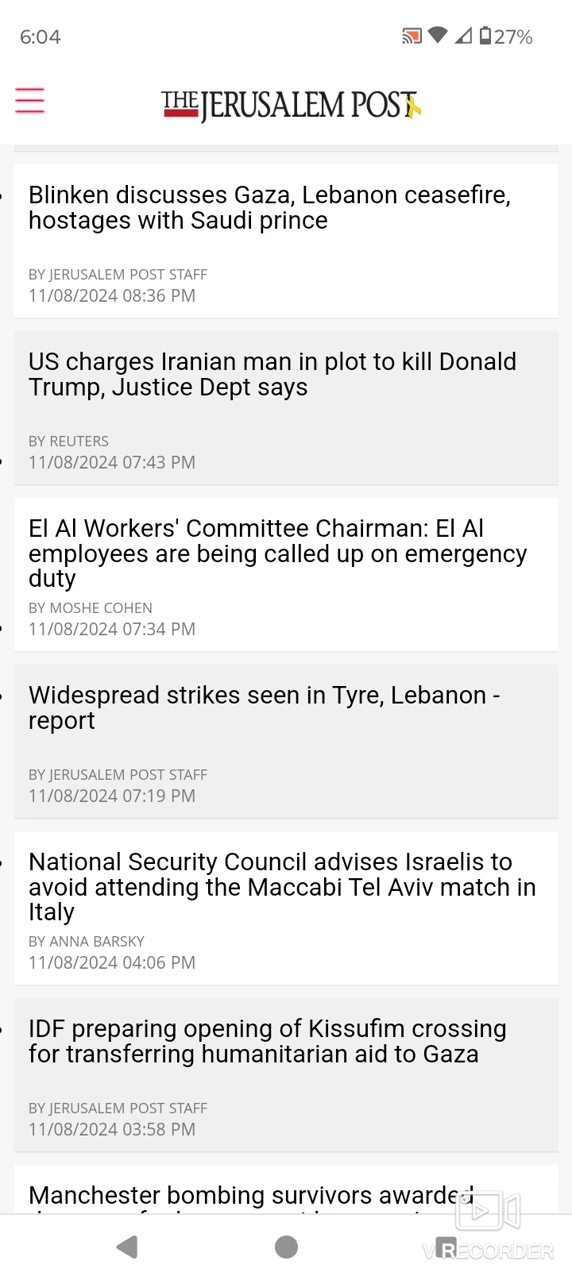 6:04
27%
THE JERUSALEM POST
Blinken discusses Gaza, Lebanon ceasefire,
hostages with Saudi prince
BY JERUSALEM POST STAFF
11/08/2024 08:36 PM
US charges Iranian man in plot to kill Donald
Trump, Justice Dept says
BY REUTERS
11/08/2024 07:43 PM
El Al Workers' Committee Chairman: El Al
employees are being called up on emergency
duty
BY MOSHE COHEN
11/08/2024 07:34 PM
Widespread strikes seen in Tyre, Lebanon -
report
BY JERUSALEM POST STAFF
11/08/2024 07:19 PM
National Security Council advises Israelis to
avoid attending the Maccabi Tel Aviv match in
Italy
BY ANNA BARSKY
11/08/2024 04:06 PM
IDF preparing opening of Kissufim crossing
for transferring humanitarian aid to Gaza
BY JERUSALEM POST STAFF
11/08/2024 03:58 PM
Manchester bombing survivors awarded
VRECORDER